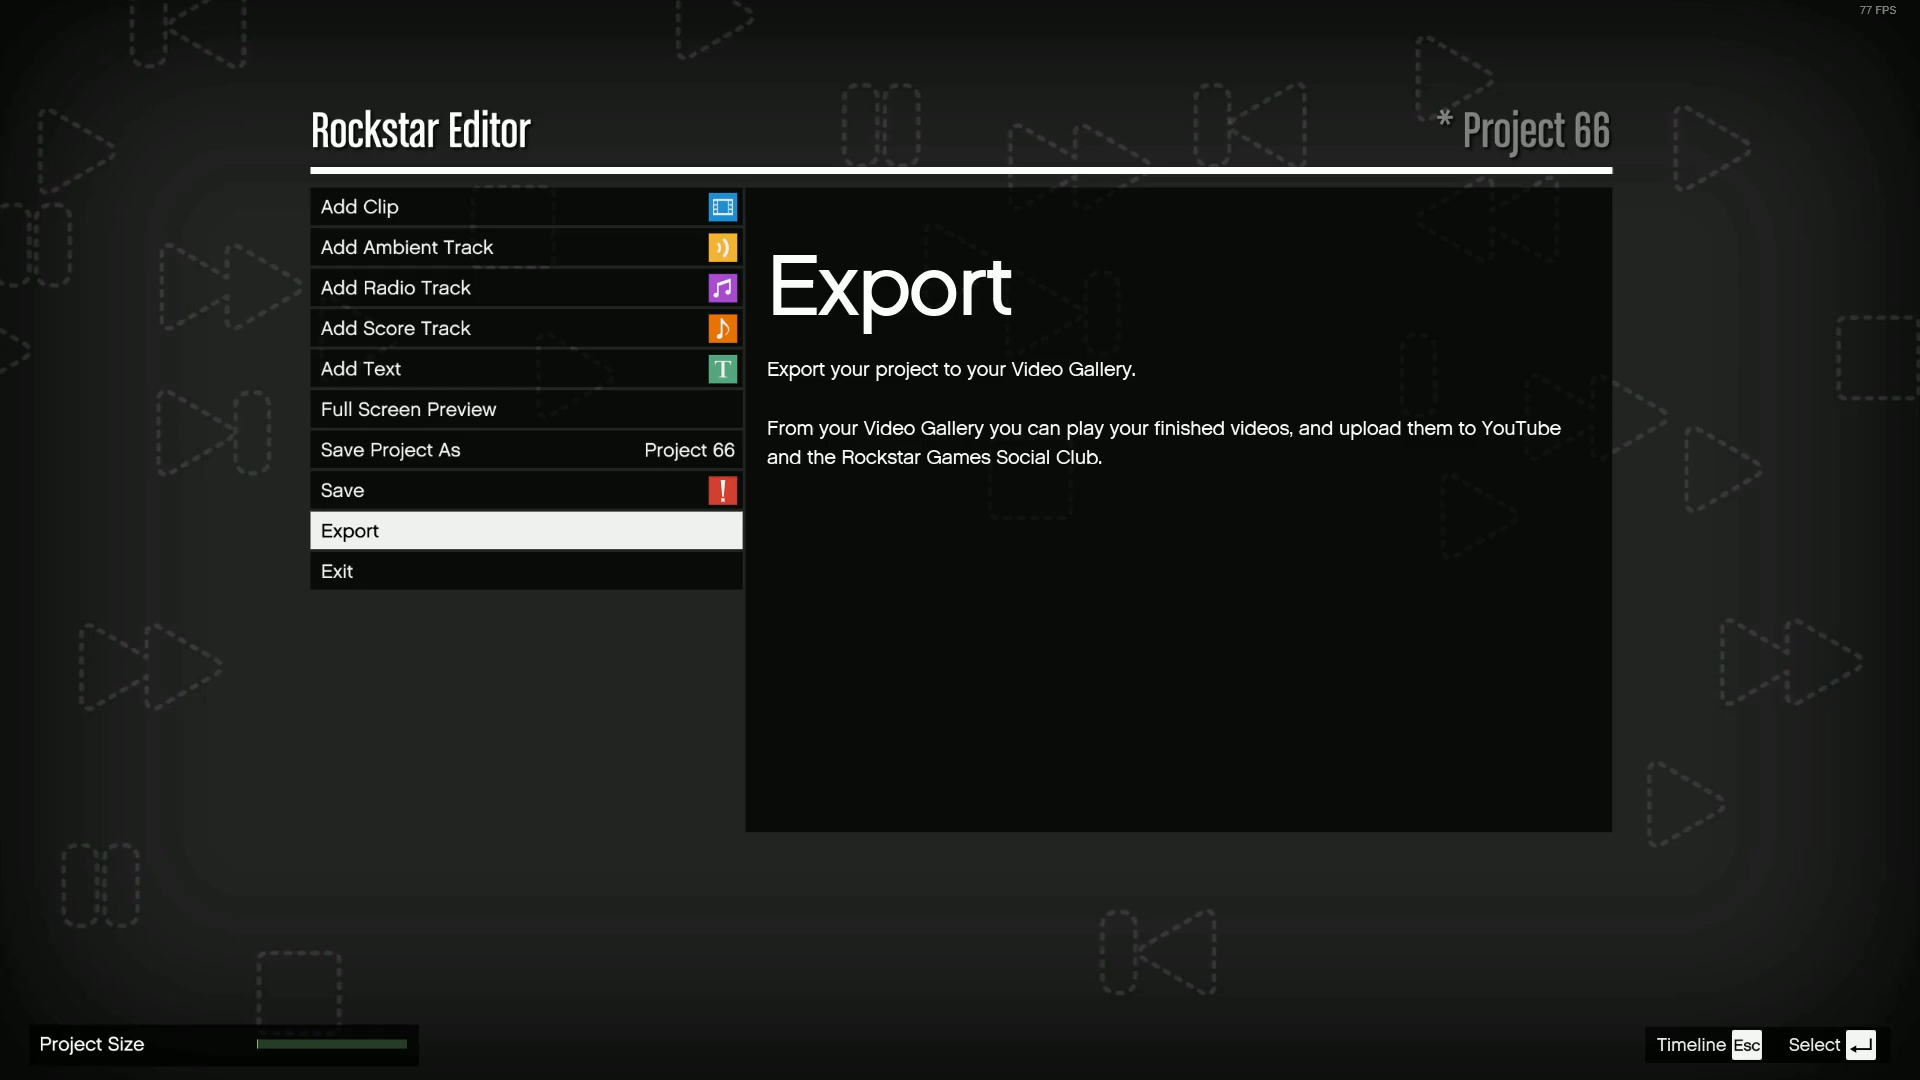 77 FPS
Rockstar Editor
* Project 66
Add Clip
Add Ambient Track
Add Radio Track
Add Score Track
Add Text T
Full Screen Preview
Save Project As Project 66
Save !
Export
Exit
Export
Export your project to your Video Gallery.
From your Video Gallery you can play your finished videos, and upload them to YouTube
and the Rockstar Games Social Club.
Project Size
Timeline Esc Select